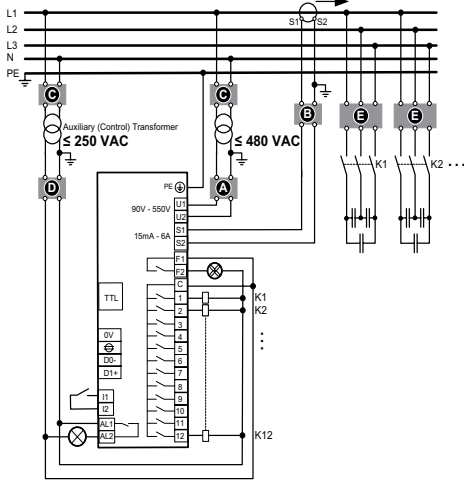 L1
S1 S2
L2
L3
N
PE
C
C
B
E
E
Auxiliary (Control) Transformer
≤ 250 VAC
≤ 480 VAC
K1
K2 ...
D
A
PE
90V - 550V
U1
U2
15mA - 6A
S1
S2
F1
F2
C
TTL
1
K1
2
K2
3
0V
4
5
D0-
6
D1+
7
8
I1
9
I2
10
AL1
11
AL2
12
K12